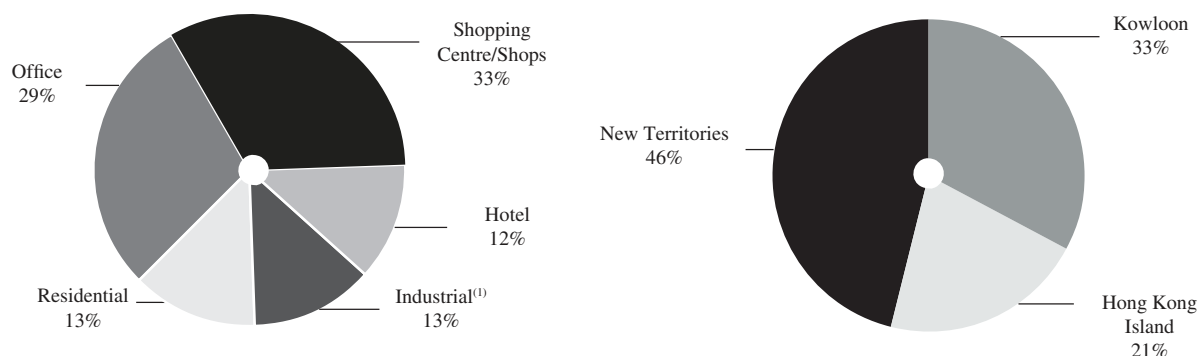 Shopping
Centre/Shops
33%
Office
29%
Hotel
12%
Industrial(1)
13%
Residential
13%
Kowloon
33%
New Territories
46%
Hong Kong
Island
21%